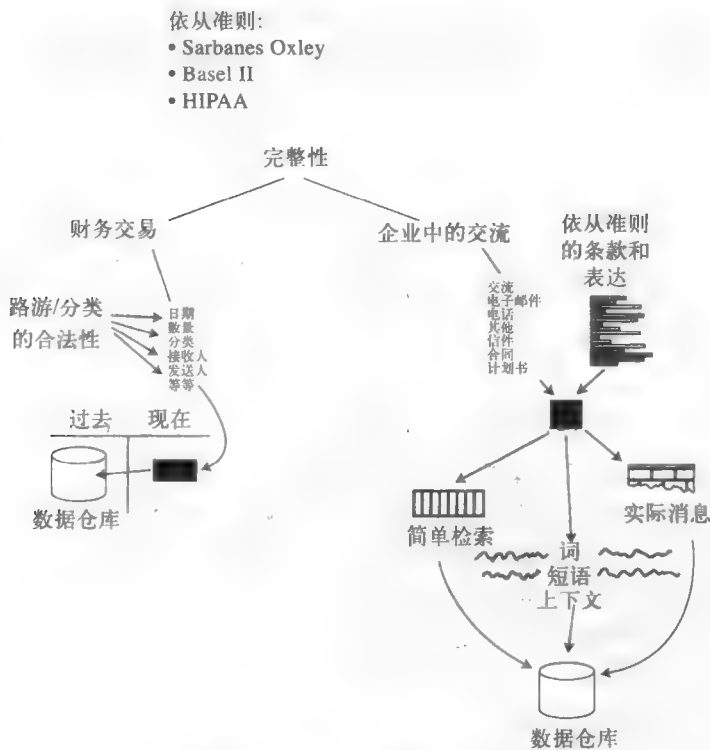 依从准则:
• Sarbanes Oxley
• Basel II
• HIPAA
完整性
财务交易
企业中的交流
依从准则
的条款和
表达
路游/分类
的合法性
日期
数量
分类
接收人
发送人
等等
交流
电子邮件
电话
其他
信件
合同
计划书
过去
现在
数据仓库
简单检索
实际消息
词
短语
上下文
数据仓库